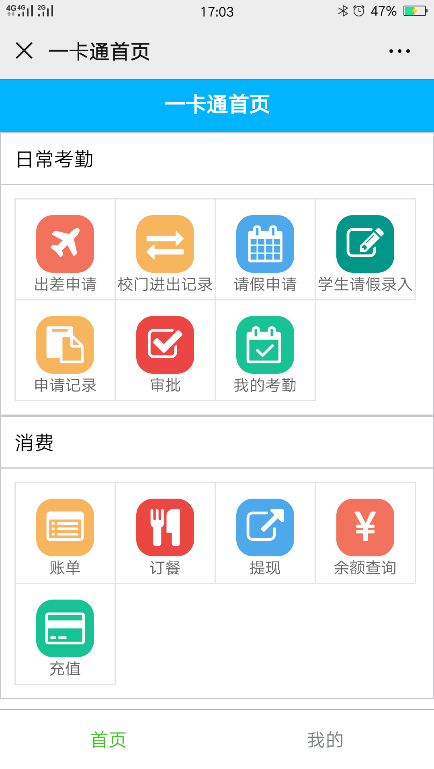 4G 4G 2G 17:03 47%
一卡通首页
一卡通首页
日常考勤
出差申请 校门进出记录 请假申请 学生请假录入
申请记录 审批 我的考勤
消费
账单 订餐 提现 余额查询
充值
首页 我的